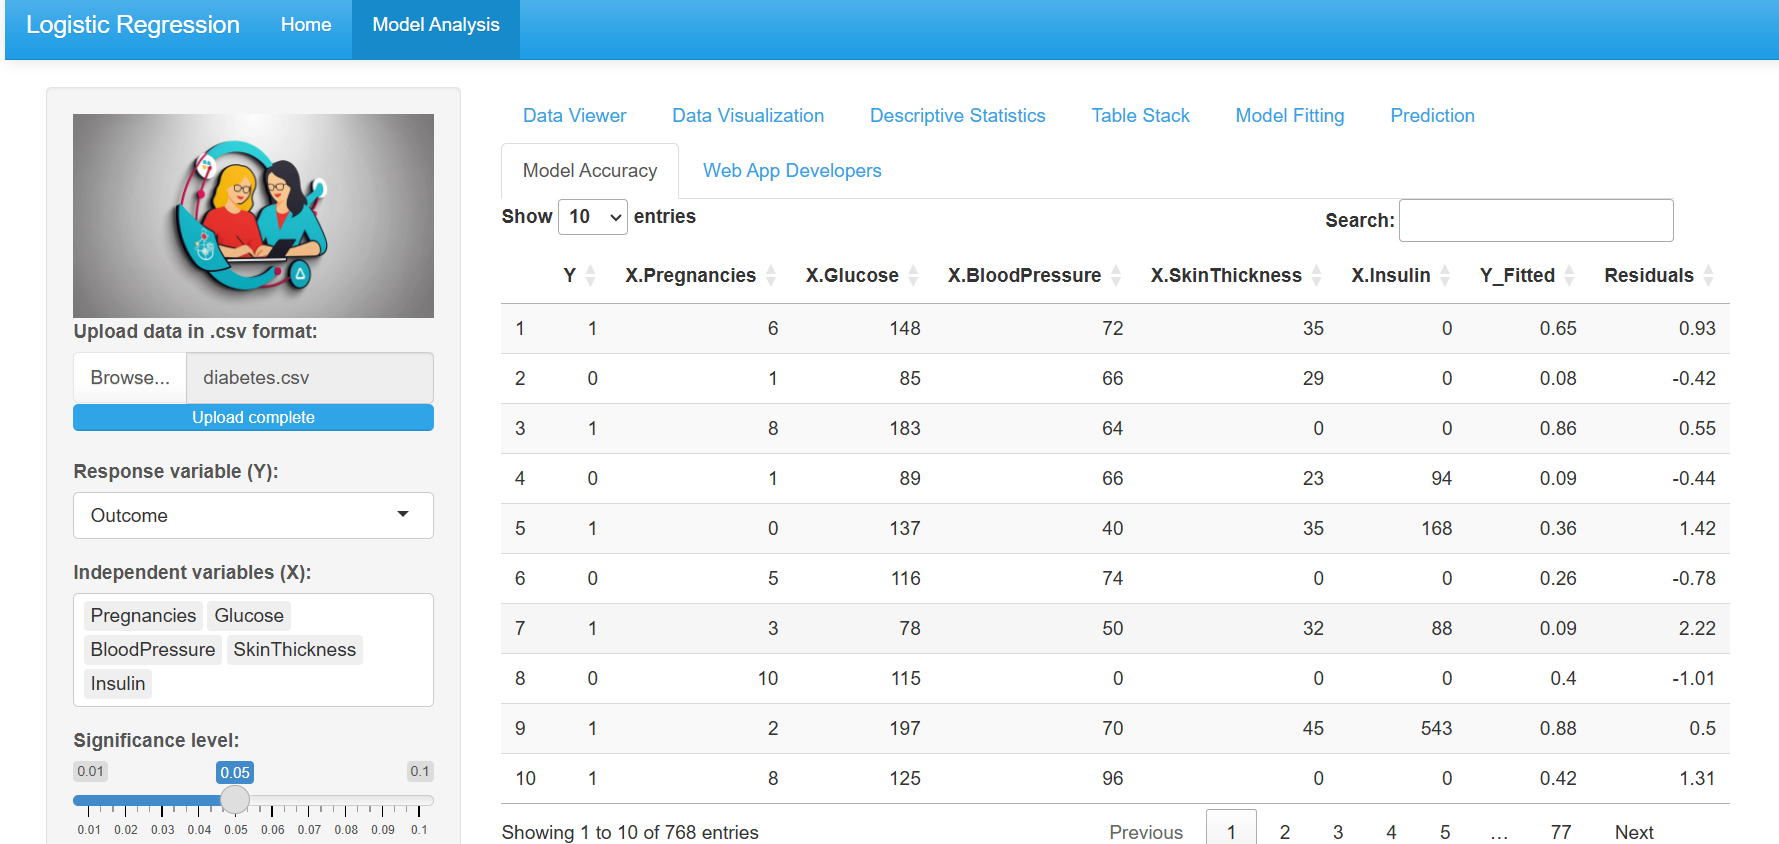 Logistic Regression Home Model Analysis
Data Viewer Data Visualization Descriptive Statistics Table Stack Model Fitting Prediction
Model Accuracy Web App Developers
Upload data in .csv format:
Browse... diabetes.csv
Upload complete
Response variable (Y):
Outcome
Independent variables (X):
Pregnancies Glucose
BloodPressure SkinThickness
Insulin
Significance level:
0.01 0.05 0.1
0.01 0.02 0.03 0.04 0.05 0.06 0.07 0.08 0.09 0.1
Show 10 entries Search:
Y X.Pregnancies X.Glucose X.BloodPressure X.SkinThickness X.Insulin Y_Fitted Residuals
1 1 6 148 72 35 0 0.65 0.93
2 0 1 85 66 29 0 0.08 -0.42
3 1 8 183 64 0 0 0.86 0.55
4 0 1 89 66 23 94 0.09 -0.44
5 1 0 137 40 35 168 0.36 1.42
6 0 5 116 74 0 0 0.26 -0.78
7 1 3 78 50 32 88 0.09 2.22
8 0 10 115 0 0 0 0.4 -1.01
9 1 2 197 70 45 543 0.88 0.5
10 1 8 125 96 0 0 0.42 1.31
Showing 1 to 10 of 768 entries Previous 1 2 3 4 5 ... 77 Next